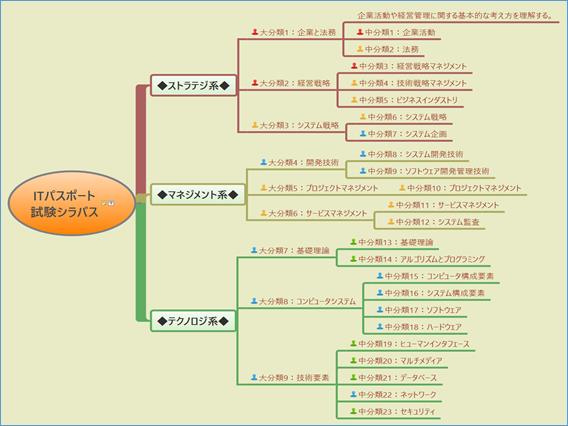 ITパスポート
試験シラバス
◆ストラテジ系◆
大分類1：企業と法務
企業活動や経営管理に関する基本的な考え方を理解する。
中分類1：企業活動
中分類2：法務
大分類2：経営戦略
中分類3：経営戦略マネジメント
中分類4：技術戦略マネジメント
中分類5：ビジネスインダストリ
大分類3：システム戦略
中分類6：システム戦略
中分類7：システム企画
◆マネジメント系◆
大分類4：開発技術
中分類8：システム開発技術
中分類9：ソフトウェア開発管理技術
大分類5：プロジェクトマネジメント
中分類10：プロジェクトマネジメント
大分類6：サービスマネジメント
中分類11：サービスマネジメント
中分類12：システム監査
◆テクノロジ系◆
大分類7：基礎理論
中分類13：基礎理論
中分類14：アルゴリズムとプログラミング
大分類8：コンピュータシステム
中分類15：コンピュータ構成要素
中分類16：システム構成要素
中分類17：ソフトウェア
中分類18：ハードウェア
大分類9：技術要素
中分類19：ヒューマンインタフェース
中分類20：マルチメディア
中分類21：データベース
中分類22：ネットワーク
中分類23：セキュリティ